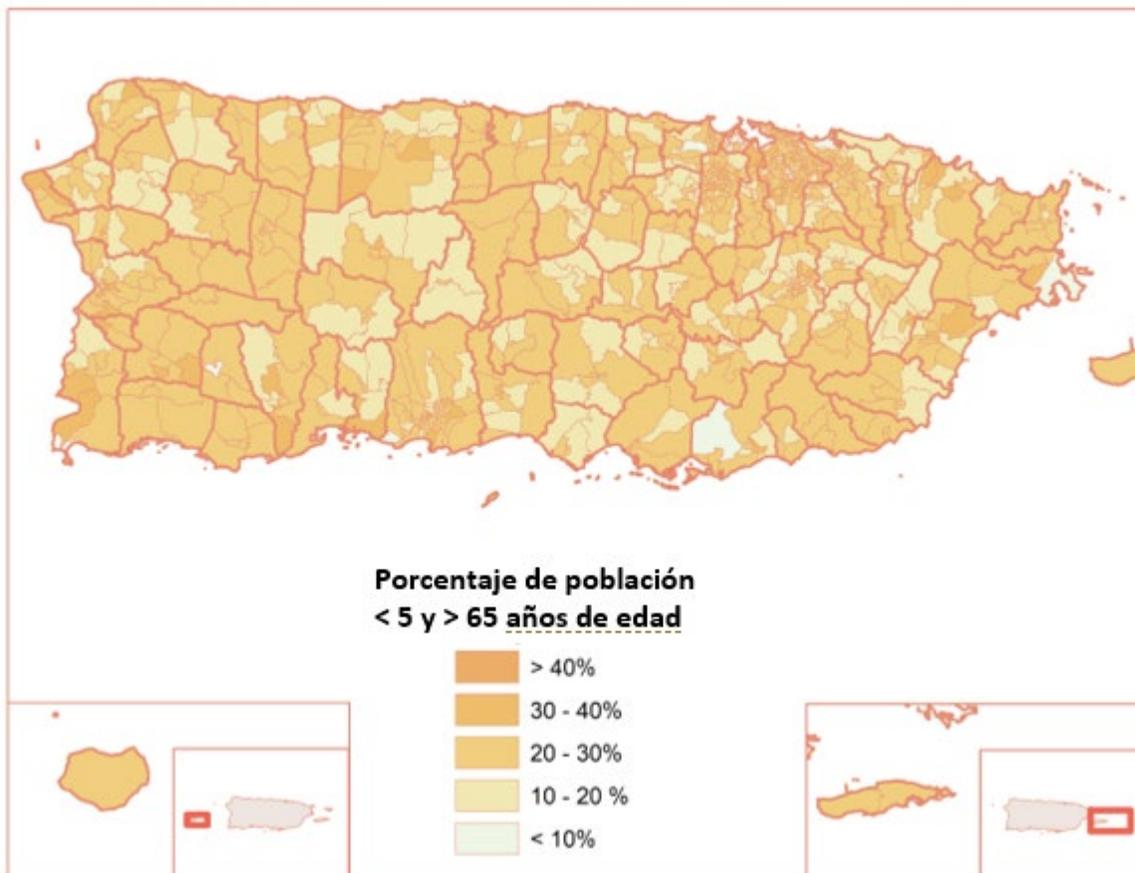 Porcentaje de población
< 5 y > 65 años de edad
> 40%
30 - 40%
20 - 30%
10 - 20 %
< 10%